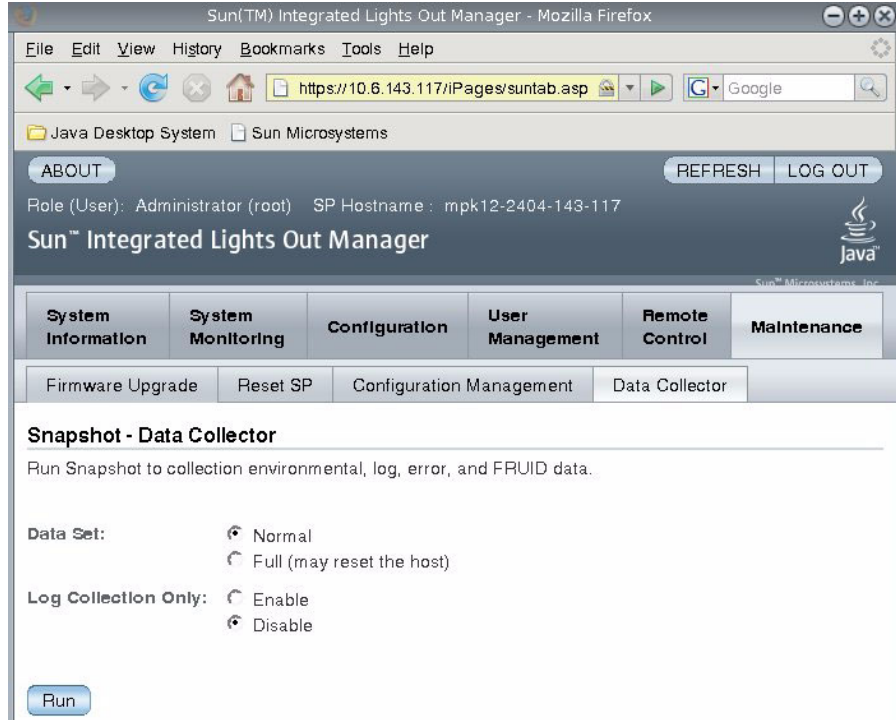 Sun(TM) Integrated Lights Out Manager - Mozilla Firefox
File Edit View History Bookmarks Tools Help
https://10.6.143.117/iPages/suntab.asp G Google
Java Desktop System Sun Microsystems
ABOUT REFRESH LOG OUT
Role (User): Administrator (root) SP Hostname : mpk12-2404-143-117
Sun™ Integrated Lights Out Manager
Java™
Sun™ Microsystems, Inc.
System Information System Monitoring Configuration User Management Remote Control Maintenance
Firmware Upgrade Reset SP Configuration Management Data Collector
Snapshot - Data Collector
Run Snapshot to collection environmental, log, error, and FRUID data.
Data Set: Normal
Full (may reset the host)
Log Collection Only: Enable
Disable
Run